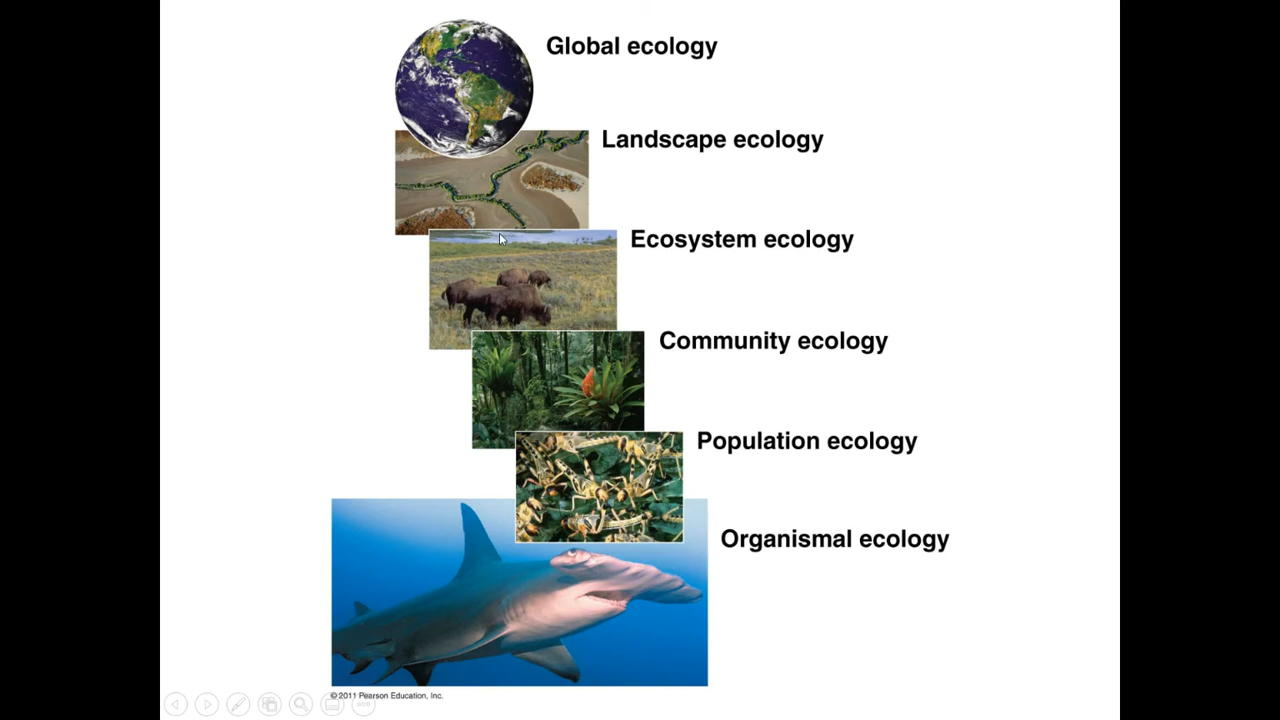 Global ecology
Landscape ecology
Ecosystem ecology
Community ecology
Population ecology
Organismal ecology
© 2011 Pearson Education, Inc.